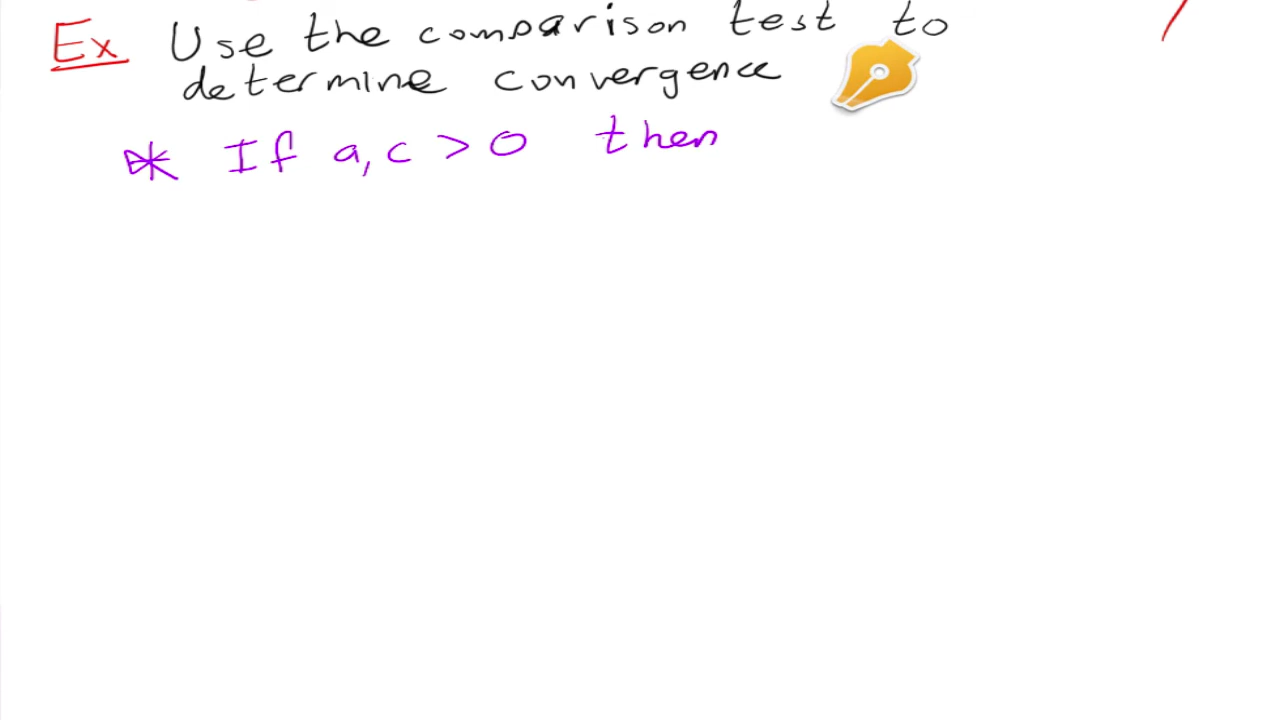 Ex Use the comparison test to
determine convergence
* If a, c > 0 then